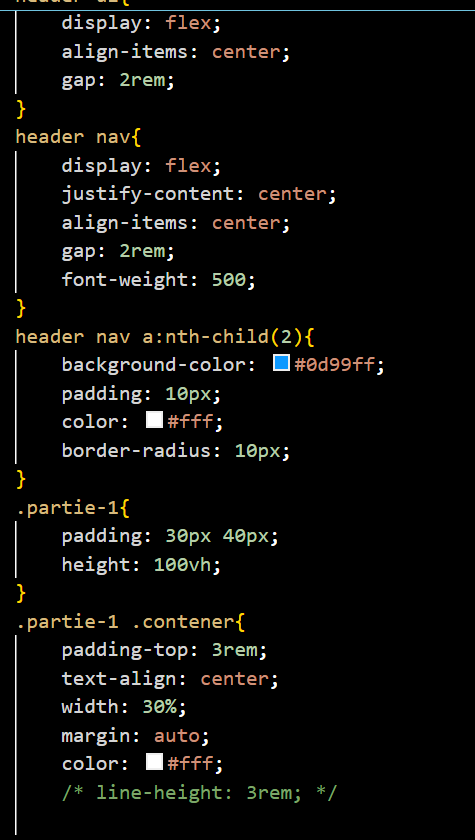 header ul{
    display: flex;
    align-items: center;
    gap: 2rem;
}
header nav{
    display: flex;
    justify-content: center;
    align-items: center;
    gap: 2rem;
    font-weight: 500;
}
header nav a:nth-child(2){
    background-color: #0d99ff;
    padding: 10px;
    color: #fff;
    border-radius: 10px;
}
.partie-1{
    padding: 30px 40px;
    height: 100vh;
}
.partie-1 .contener{
    padding-top: 3rem;
    text-align: center;
    width: 30%;
    margin: auto;
    color: #fff;
    /* line-height: 3rem; */